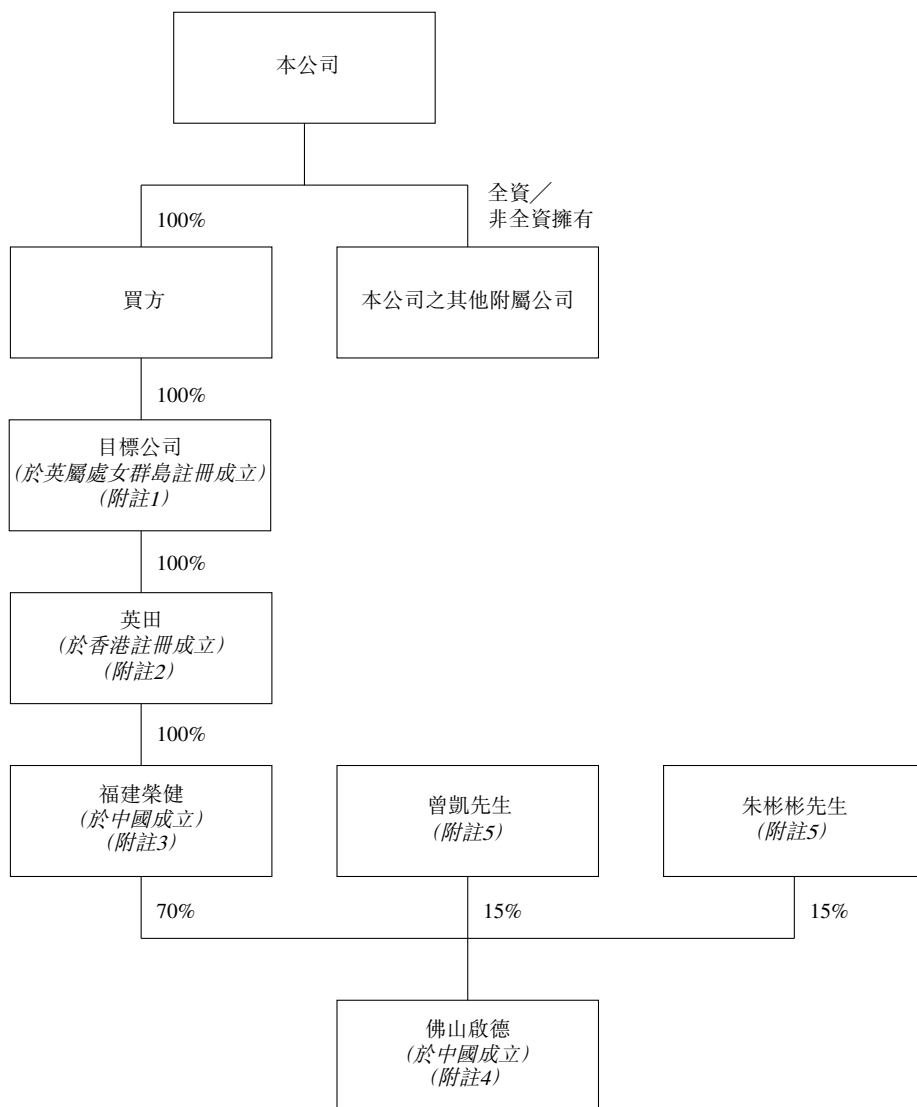 本公司
全資／
非全資擁有
100%
買方
本公司之其他附屬公司
100%
目標公司
(於英屬處女群島註冊成立)
(附註1)
100%
英田
(於香港註冊成立)
(附註2)
100%
福建榮健
(於中國成立)
(附註3)
曾凱先生
(附註5)
朱彬彬先生
(附註5)
70%
15%
15%
佛山啟德
(於中國成立)
(附註4)